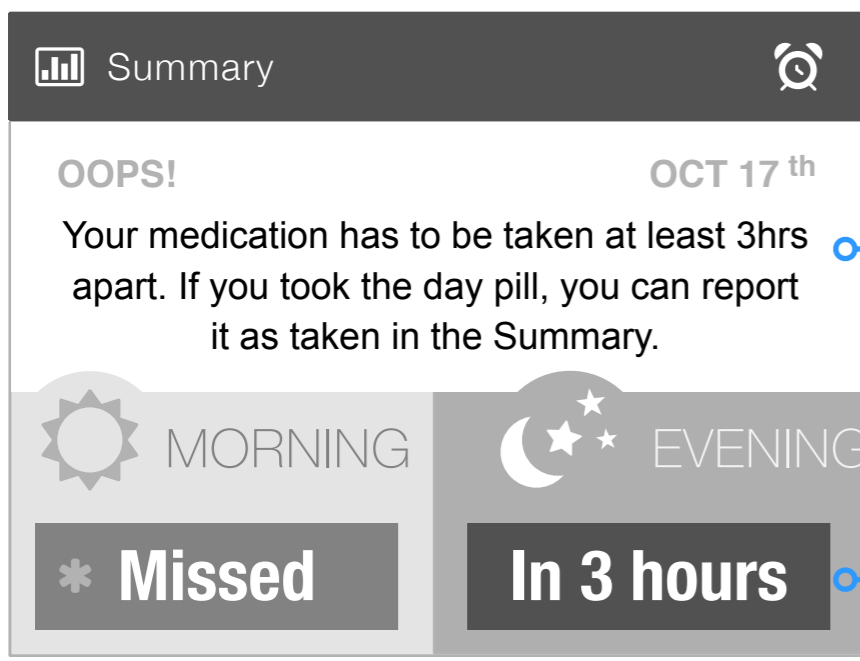 Summary
OOPS! OCT 17 th
Your medication has to be taken at least 3hrs
apart. If you took the day pill, you can report
it as taken in the Summary.
MORNING EVENING
* Missed In 3 hours